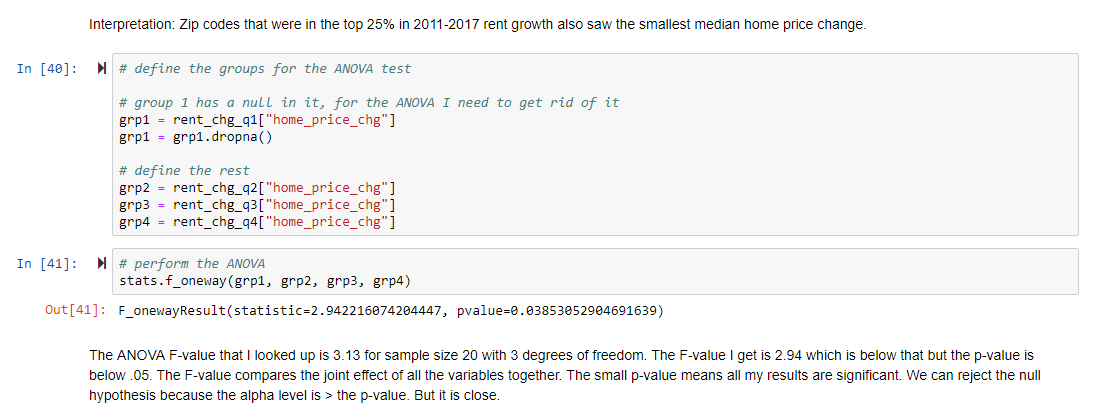 Interpretation: Zip codes that were in the top 25% in 2011-2017 rent growth also saw the smallest median home price change.
In [40]:
# define the groups for the ANOVA test
# group 1 has a null in it, for the ANOVA I need to get rid of it
grp1 = rent_chg_q1["home_price_chg"]
grp1 = grp1.dropna()
# define the rest
grp2 = rent_chg_q2["home_price_chg"]
grp3 = rent_chg_q3["home_price_chg"]
grp4 = rent_chg_q4["home_price_chg"]
In [41]:
# perform the ANOVA
stats.f_oneway(grp1, grp2, grp3, grp4)
Out[41]: F_onewayResult(statistic=2.942216074204447, pvalue=0.03853052904691639)
The ANOVA F-value that I looked up is 3.13 for sample size 20 with 3 degrees of freedom. The F-value I get is 2.94 which is below that but the p-value is
below .05. The F-value compares the joint effect of all the variables together. The small p-value means all my results are significant. We can reject the null
hypothesis because the alpha level is > the p-value. But it is close.